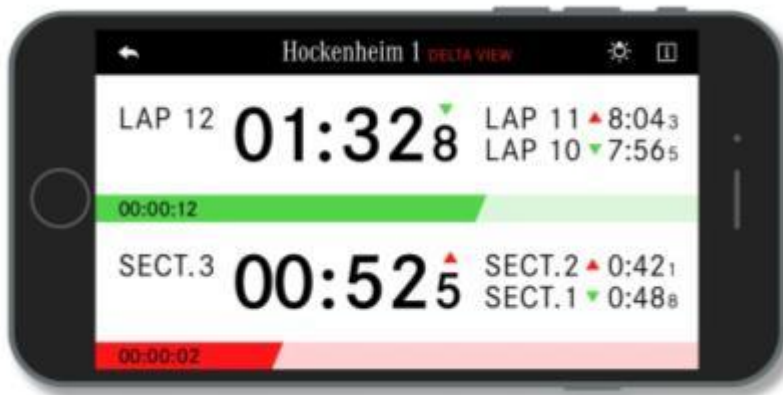 Hockenheim 1 DELTA VIEW
LAP 12
01:328
LAP 11 8:043
LAP 10 7:565
00:00:12
SECT.3
00:525
SECT.2 0:421
SECT.1 0:488
00:00:02